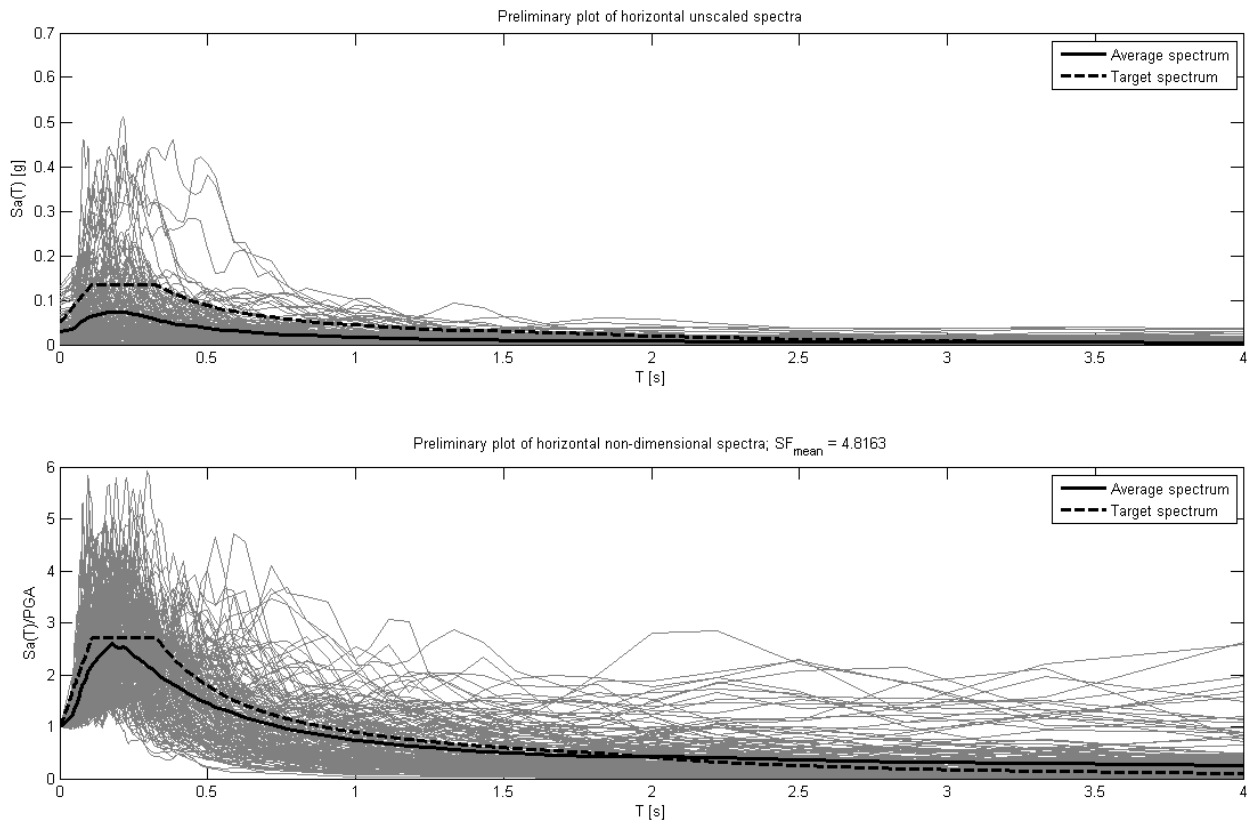 Preliminary plot of horizontal unscaled spectra
0.7
0.6
0.5
0.4
0.3
0.2
0.1
0
Sa(T) [g]
Average spectrum
Target spectrum
0 0.5 1 1.5 2 2.5 3 3.5 4
T [s]
Preliminary plot of horizontal non-dimensional spectra; SFmean = 4.8163
6
5
4
3
2
1
0
Sa(T)/PGA
Average spectrum
Target spectrum
0 0.5 1 1.5 2 2.5 3 3.5 4
T [s]